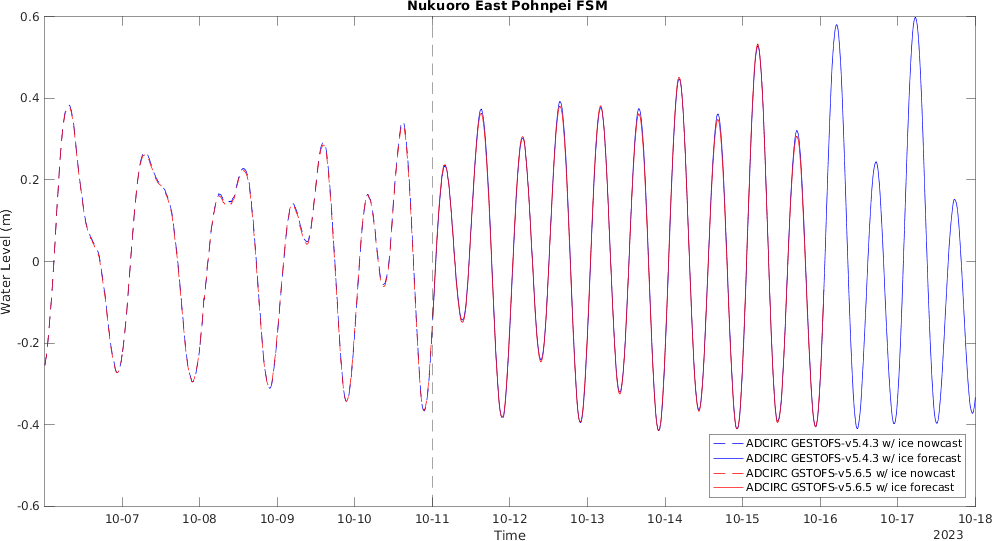 Nukuoro East Pohnpei FSM
0.6
0.4
0.2
0
-0.2
-0.4
-0.6
Water Level (m)
10-07 10-08 10-09 10-10 10-11 10-12 10-13 10-14 10-15 10-16 10-17 10-18
Time
2023
ADCIRC GESTOFS-v5.4.3 w/ ice nowcast
ADCIRC GESTOFS-v5.4.3 w/ ice forecast
ADCIRC GSTOFS-v5.6.5 w/ ice nowcast
ADCIRC GSTOFS-v5.6.5 w/ ice forecast